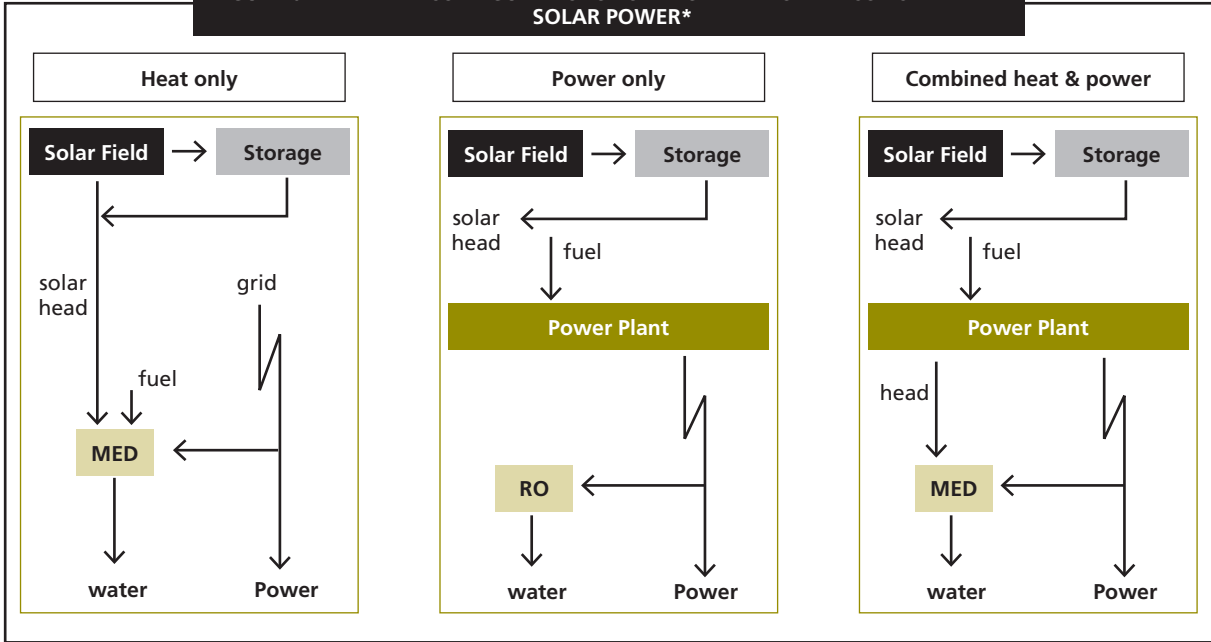 SOLAR POWER*
Heat only
Solar Field
Storage
solar
head
grid
fuel
MED
water
Power
Power only
Solar Field
Storage
solar
head
fuel
Power Plant
RO
water
Power
Combined heat & power
Solar Field
Storage
solar
head
fuel
Power Plant
head
MED
water
Power